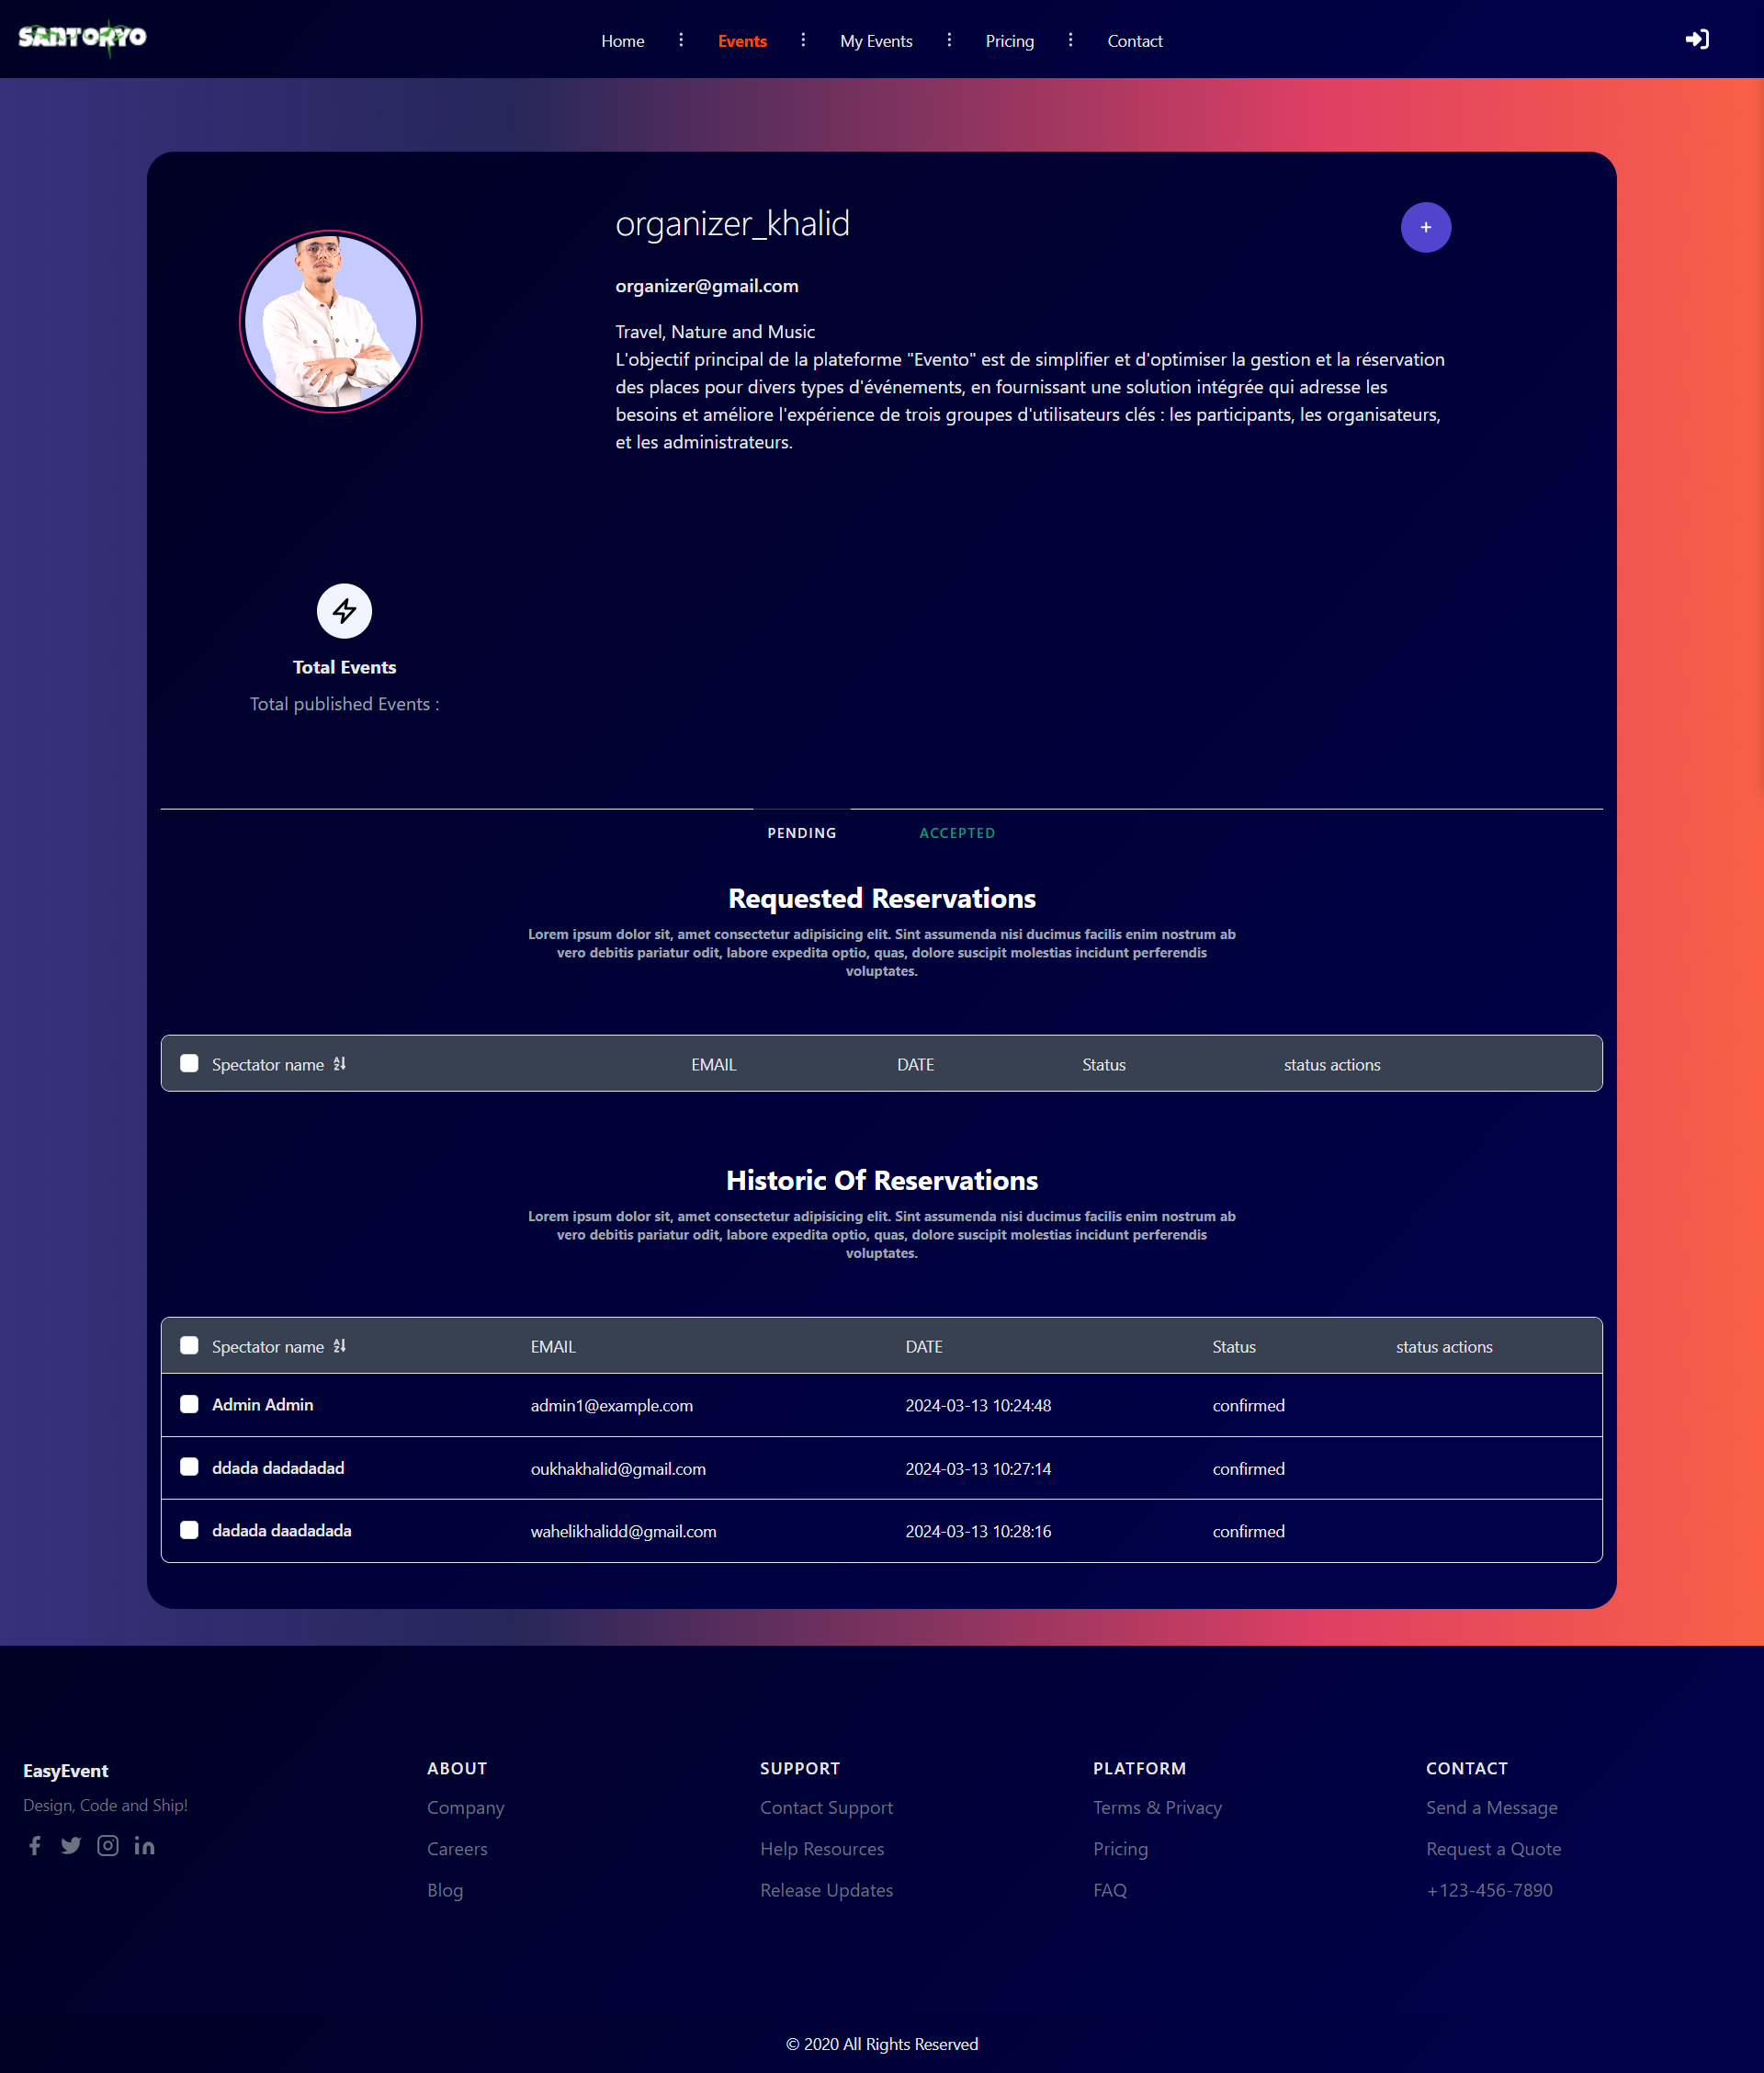 SANTORYO
Home
Events
My Events
Pricing
Contact
organizer_khalid
+
organizer@gmail.com
Travel, Nature and Music
L'objectif principal de la plateforme "Evento" est de simplifier et d'optimiser la gestion et la réservation
des places pour divers types d'événements, en fournissant une solution intégrée qui adresse les
besoins et améliore l'expérience de trois groupes d'utilisateurs clés : les participants, les organisateurs,
et les administrateurs.
Total Events
Total published Events :
PENDING
ACCEPTED
Requested Reservations
Lorem ipsum dolor sit, amet consectetur adipisicing elit. Sint assumenda nisi ducimus facilis enim nostrum ab
vero debitis pariatur odit, labore expedita optio, quas, dolore suscipit molestias incidunt perferendis
voluptates.
Spectator name EMAIL DATE Status status actions
Historic Of Reservations
Lorem ipsum dolor sit, amet consectetur adipisicing elit. Sint assumenda nisi ducimus facilis enim nostrum ab
vero debitis pariatur odit, labore expedita optio, quas, dolore suscipit molestias incidunt perferendis
voluptates.
Spectator name EMAIL DATE Status status actions
Admin Admin admin1@example.com 2024-03-13 10:24:48 confirmed
ddada dadadadad oukhakhalid@gmail.com 2024-03-13 10:27:14 confirmed
dadada daadadada wahelikhalidd@gmail.com 2024-03-13 10:28:16 confirmed
EasyEvent
Design, Code and Ship!
ABOUT
Company
Careers
Blog
SUPPORT
Contact Support
Help Resources
Release Updates
PLATFORM
Terms & Privacy
Pricing
FAQ
CONTACT
Send a Message
Request a Quote
+123-456-7890
© 2020 All Rights Reserved